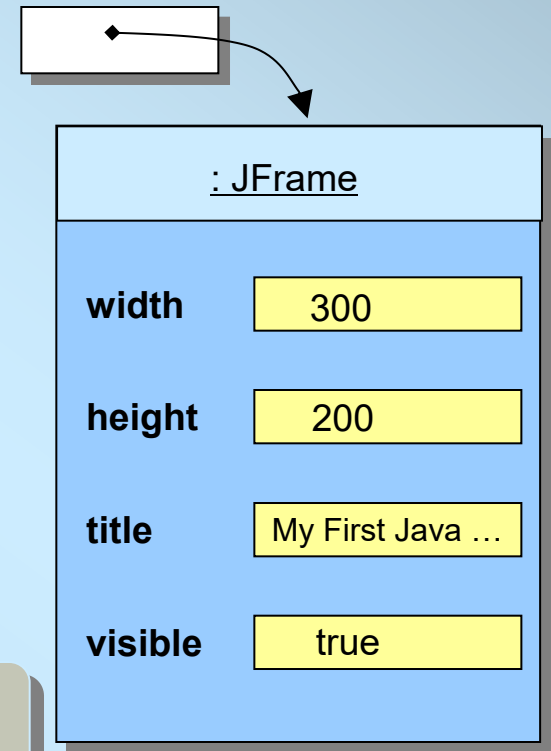 : JFrame
width 300
height 200
title My First Java …
visible true